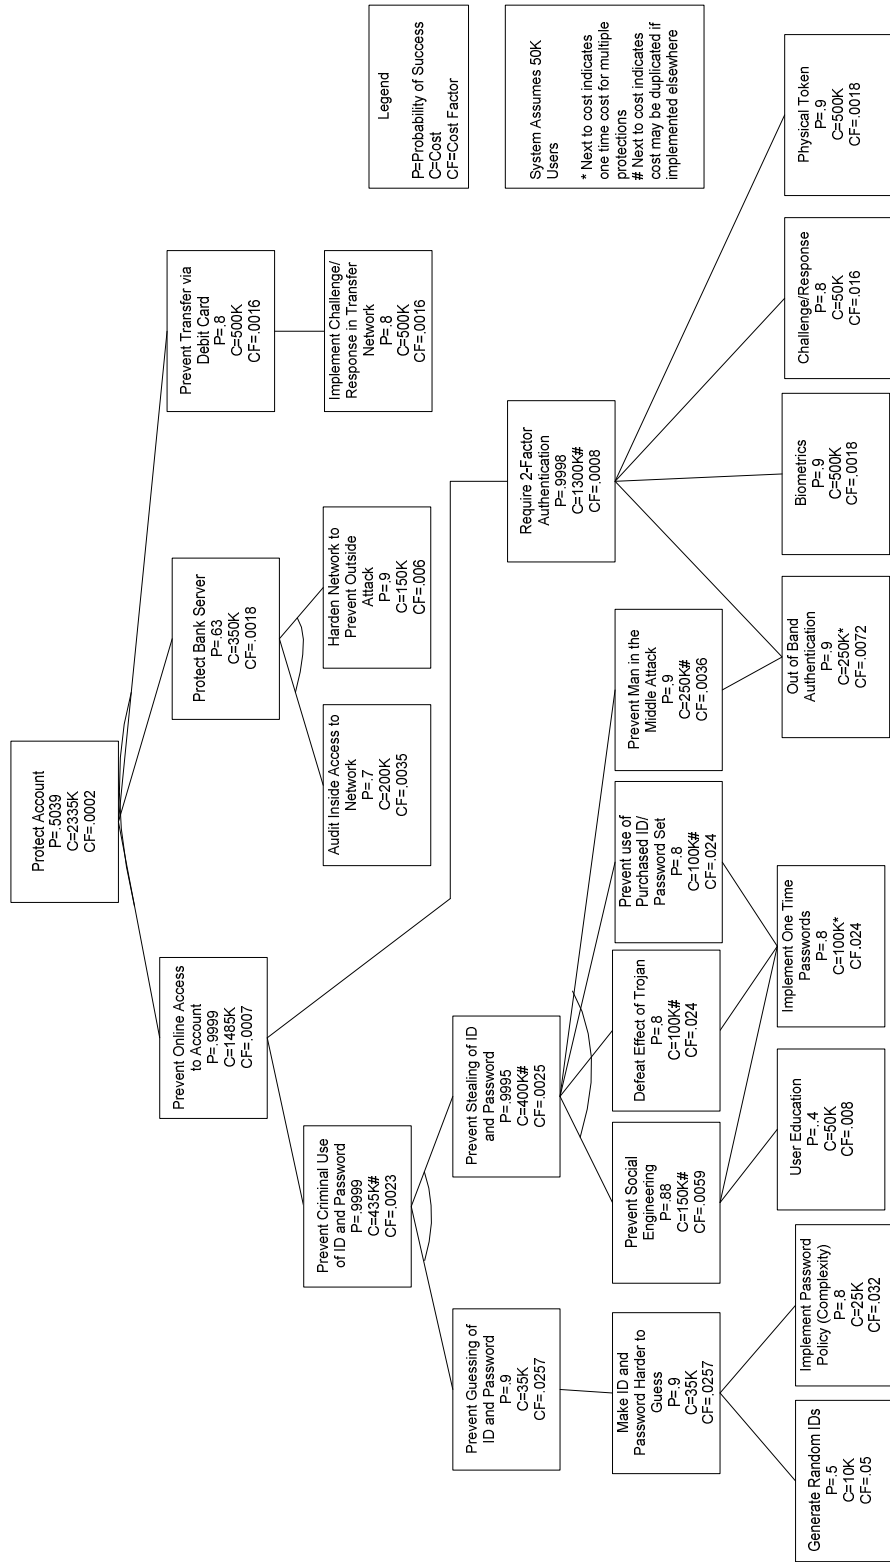 Protect Account
P=.5039
C=2335K
CF=.0002
Prevent Online Access
to Account
P=.9999
C=1485K
CF=.0007
Protect Bank Server
P=.63
C=350K
CF=.0018
Prevent Transfer via
Debit Card
P=.8
C=500K
CF=.0016
Prevent Criminal Use
of ID and Password
P=.9999
C=435K#
CF=.0023
Audit Inside Access to
Network
P=.7
C=200K
CF=.0035
Harden Network to
Prevent Outside
Attack
P=.9
C=150K
CF=.006
Implement Challenge/
Response in Transfer
Network
P=.8
C=500K
CF=.0016
Legend
P=Probability of Success
C=Cost
CF=Cost Factor
Prevent Guessing of
ID and Password
P=.9
C=35K
CF=.0257
Prevent Stealing of ID
and Password
P=.9995
C=400K#
CF=.0025
Require 2-Factor
Authentication
P=.9998
C=1300K#
CF=.0008
System Assumes 50K
Users
* Next to cost indicates
one time cost for multiple
protections
# Next to cost indicates
cost may be duplicated if
implemented elsewhere
Make ID and
Password Harder to
Guess
P=.9
C=35K
CF=.0257
Prevent Social
Engineering
P=.88
C=150K#
CF=.0059
Defeat Effect of Trojan
P=.8
C=100K#
CF=.024
Prevent use of
Purchased ID/
Password Set
P=.8
C=100K#
CF=.024
Prevent Man in the
Middle Attack
P=.9
C=250K#
CF=.0036
Generate Random IDs
P=.5
C=10K
CF=.05
Implement Password
Policy (Complexity)
P=.8
C=25K
CF=.032
User Education
P=.4
C=50K
CF=.008
Implement One Time
Passwords
P=.8
C=100K*
CF.024
Out of Band
Authentication
P=.9
C=250K*
CF=.0072
Biometrics
P=.9
C=500K
CF=.0018
Challenge/Response
P=.8
C=50K
CF=.016
Physical Token
P=.9
C=500K
CF=.0018